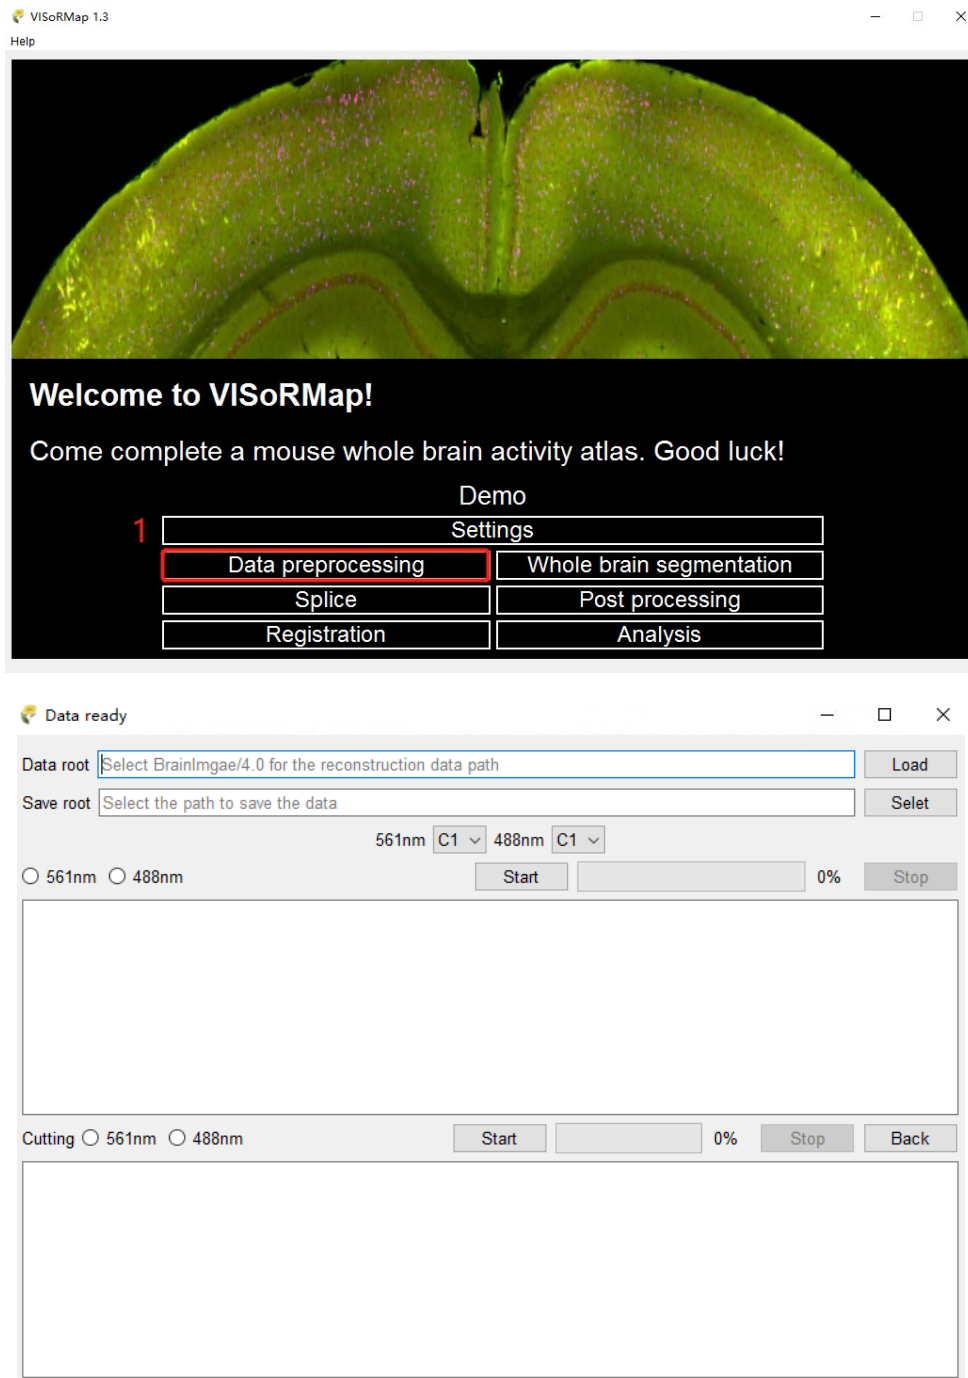 VISoRMap 1.3
Help
Welcome to VISoRMap!
Come complete a mouse whole brain activity atlas. Good luck!
Demo
1 Settings
Data preprocessing Whole brain segmentation
Splice Post processing
Registration Analysis
Data ready
Data root Select BrainImgae/4.0 for the reconstruction data path Load
Save root Select the path to save the data Selet
561nm C1 488nm C1
561nm 488nm Start 0% Stop
Cutting 561nm 488nm Start 0% Stop Back